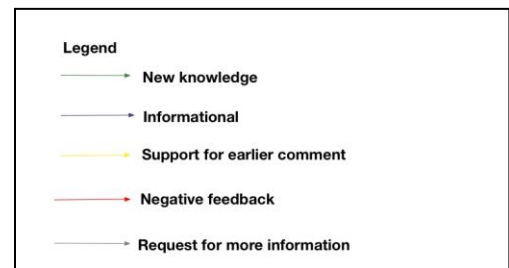 Legend
New knowledge
Informational
Support for earlier comment
Negative feedback
Request for more information